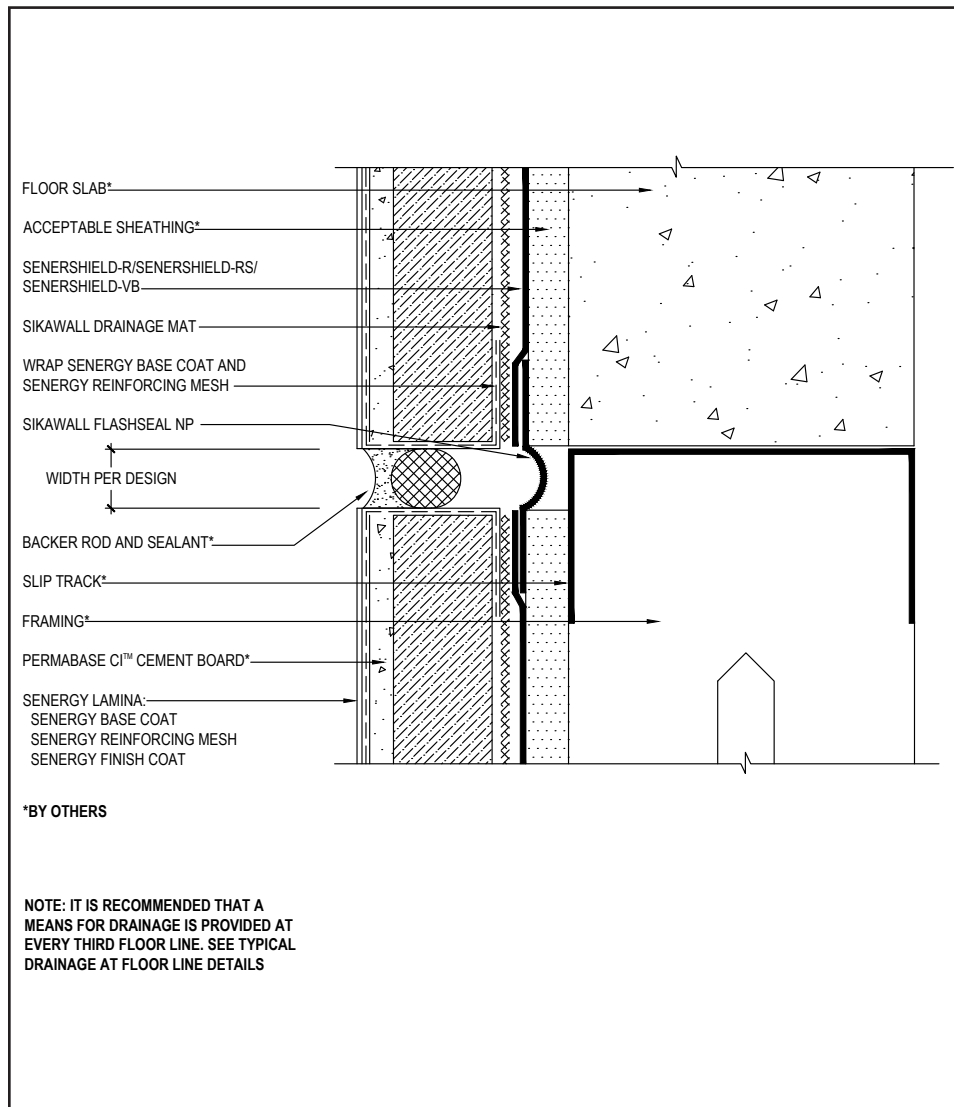 FLOOR SLAB*
ACCEPTABLE SHEATHING*
SENERSHIELD-R/SENERSHIELD-RS/
SENERSHIELD-VB
SIKAWALL DRAINAGE MAT
WRAP SENERGY BASE COAT AND
SENERGY REINFORCING MESH
SIKAWALL FLASHSEAL NP
WIDTH PER DESIGN
BACKER ROD AND SEALANT*
SLIP TRACK*
FRAMING*
PERMABASE CI™ CEMENT BOARD*
SENERGY LAMINA:
SENERGY BASE COAT
SENERGY REINFORCING MESH
SENERGY FINISH COAT
*BY OTHERS
NOTE: IT IS RECOMMENDED THAT A
MEANS FOR DRAINAGE IS PROVIDED AT
EVERY THIRD FLOOR LINE. SEE TYPICAL
DRAINAGE AT FLOOR LINE DETAILS